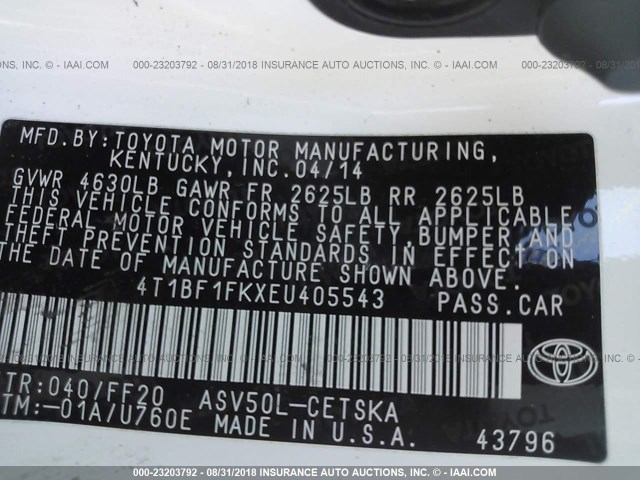 000-23203792 - 08/31/2018 INSURANCE AUTO AUCTIONS, INC. © - IAAI.COM
MFD.BY:TOYOTA MOTOR MANUFACTURING,
KENTUCKY, INC. 04/14
GVWR 4630LB GAWR FR 2625LB RR 2625LB
THIS VEHICLE CONFORMS TO ALL APPLICABLE
FEDERAL MOTOR VEHICLE SAFETY, BUMPER AND
THEFT PREVENTION STANDARDS IN EFFECT ON
THE DATE OF MANUFACTURE SHOWN ABOVE.
4T1BF1FKXEU405543 PASS.CAR
TR:040/FF20 ASV50L-CETSKA
TM:-01A/U760E MADE IN U.S.A. 43796
000-23203792 - 08/31/2018 INSURANCE AUTO AUCTIONS, INC. © - IAAI.COM